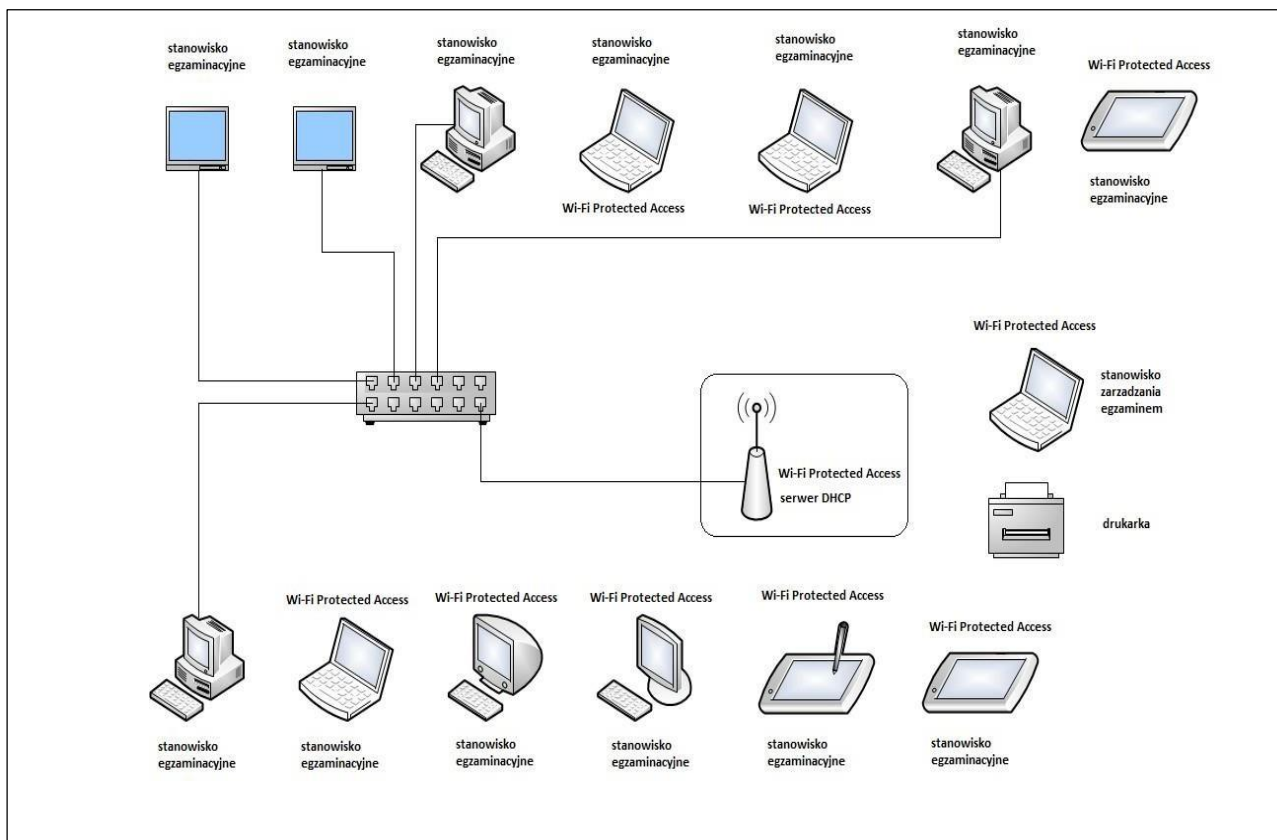 stanowisko
egzaminacyjne
stanowisko
egzaminacyjne
stanowisko
egzaminacyjne
stanowisko
egzaminacyjne
stanowisko
egzaminacyjne
stanowisko
egzaminacyjne
Wi-Fi Protected Access
Wi-Fi Protected Access
Wi-Fi Protected Access
stanowisko
egzaminacyjne
Wi-Fi Protected Access
stanowisko
zarzadzania
egzaminem
Wi-Fi Protected Access
serwer DHCP
drukarka
Wi-Fi Protected Access
Wi-Fi Protected Access
Wi-Fi Protected Access
Wi-Fi Protected Access
Wi-Fi Protected Access
stanowisko
egzaminacyjne
stanowisko
egzaminacyjne
stanowisko
egzaminacyjne
stanowisko
egzaminacyjne
stanowisko
egzaminacyjne
stanowisko
egzaminacyjne